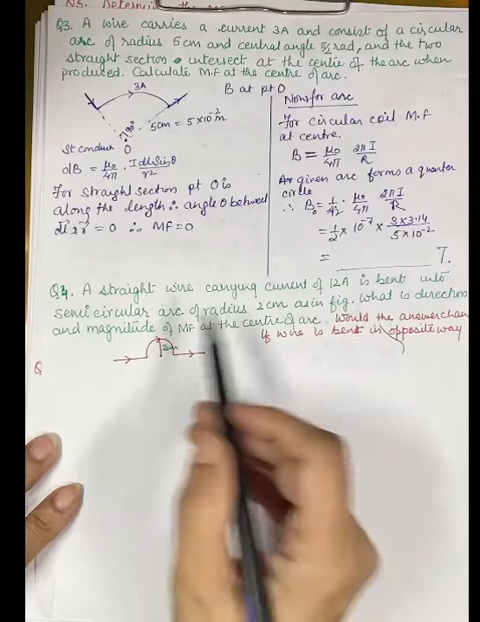 N5. Determine the
Q3. A wire carries a current 3A and consist of a circular
arc of radius 5cm and central angle π/2 rad, and the two
straight section intersect at the centre of the arc when
produced. Calculate M.F at the centre of arc.
3A
90°
O
5cm = 5×10⁻²m
B at pt O
St conduct
dB = μ₀/4π · I dl sinθ/r²
For straight section pt O is
along the length ∴ angle θ between
dl, r = 0 ∴ MF = 0
Now for arc
For circular coil M.F
at centre.
B = μ₀/4π 2πI/R
As given arc forms a quarter
circle
∴ B₀ = 1/4 · μ₀/4π 2πI/R
= 1/2 × 10⁻⁷ × 3×3.14/5×10⁻²
= T.
Q4. A straight wire carrying current of 12A is bent into
semi circular arc of radius 2cm as in fig. What is direction
and magnitude of MF at the centre of arc. Would the answer chan
If wire is bent in opposite way
2cm
Q